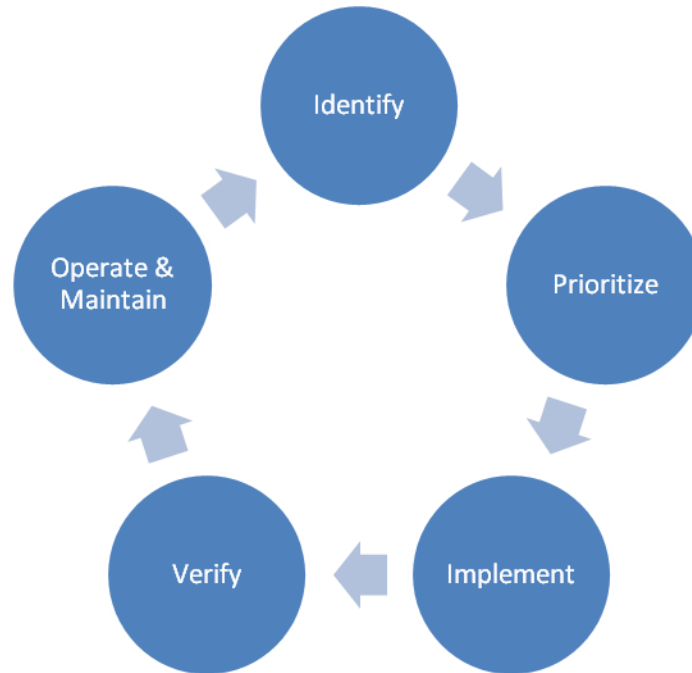 Identify
Prioritize
Implement
Verify
Operate &
Maintain